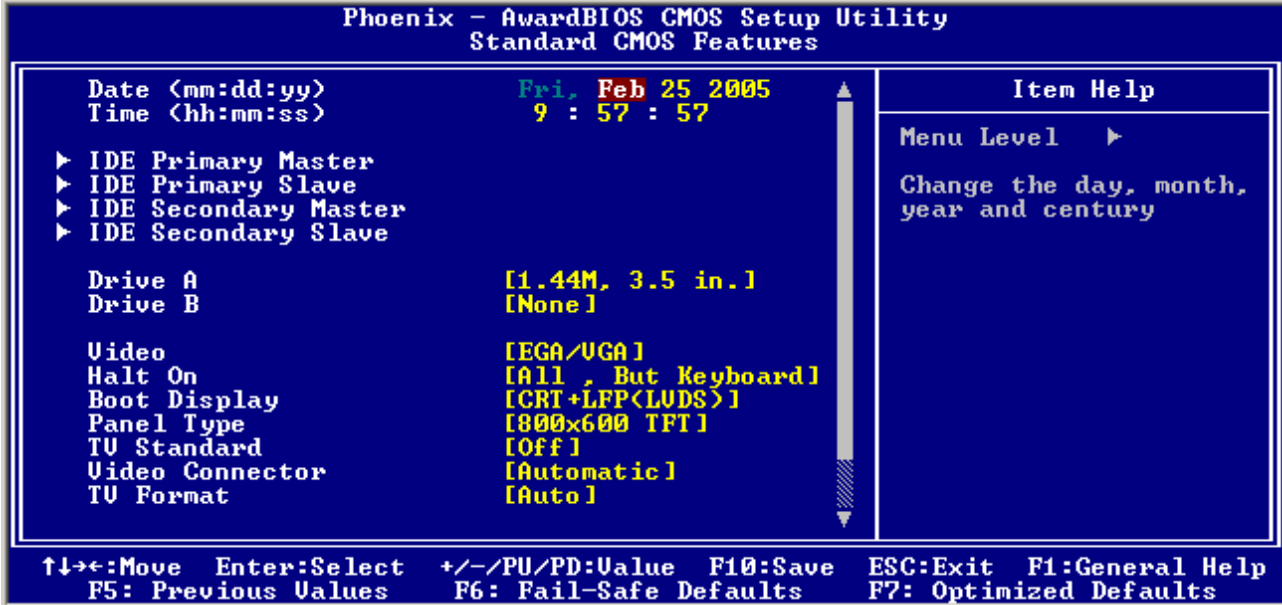 Phoenix - AwardBIOS CMOS Setup Utility
Standard CMOS Features
Date (mm:dd:yy) Fri, Feb 25 2005
Time (hh:mm:ss) 9 : 57 : 57
IDE Primary Master
IDE Primary Slave
IDE Secondary Master
IDE Secondary Slave
Drive A [1.44M, 3.5 in.]
Drive B [None]
Video [EGA/VGA]
Halt On [All , But Keyboard]
Boot Display [CRT+LFP(LVDS)]
Panel Type [800x600 TFT]
TV Standard [Off]
Video Connector [Automatic]
TV Format [Auto]
Item Help
Menu Level
Change the day, month,
year and century
↑↓→←:Move Enter:Select +/-/PU/PD:Value F10:Save ESC:Exit F1:General Help
F5: Previous Values F6: Fail-Safe Defaults F7: Optimized Defaults